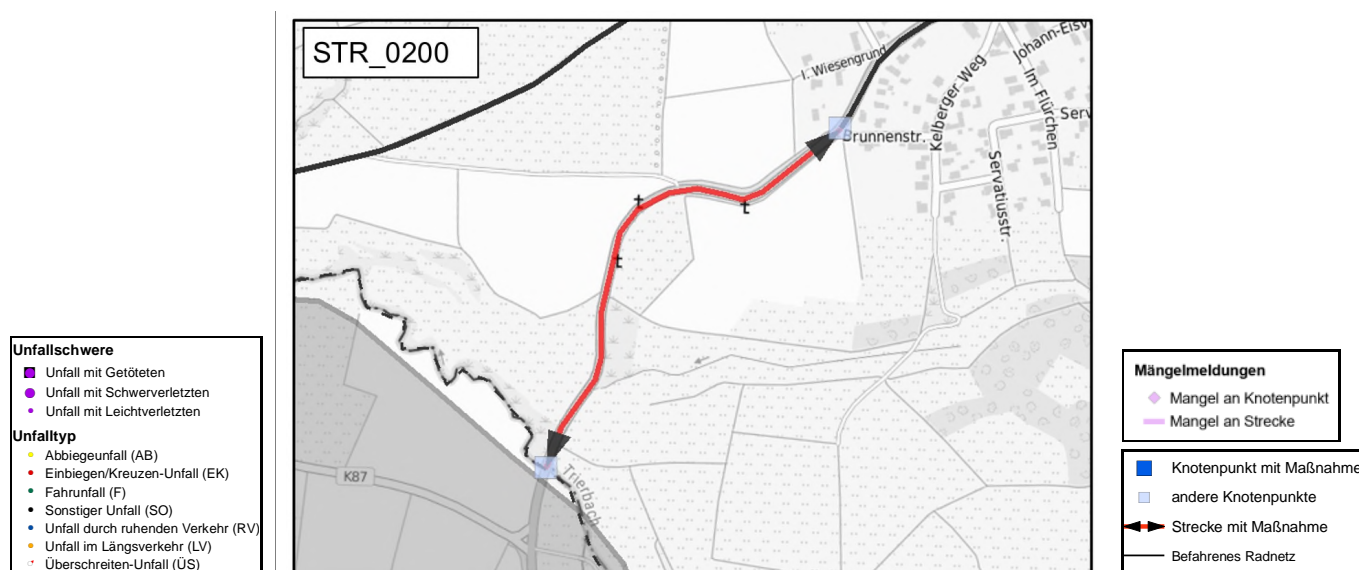 STR_0200
I. Wiesengrund
Johann-Eisv
Kelberger Weg
Im Flürchen
Serv
Brunnenstr.
Servatiusstr.
t
t
t
K87
Trierbach
Unfallschwere
Unfall mit Getöteten
Unfall mit Schwerverletzten
Unfall mit Leichtverletzten
Unfalltyp
Abbiegeunfall (AB)
Einbiegen/Kreuzen-Unfall (EK)
Fahrunfall (F)
Sonstiger Unfall (SO)
Unfall durch ruhenden Verkehr (RV)
Unfall im Längsverkehr (LV)
Überschreiten-Unfall (ÜS)
Mängelmeldungen
Mangel an Knotenpunkt
Mangel an Strecke
Knotenpunkt mit Maßnahme
andere Knotenpunkte
Strecke mit Maßnahme
Befahrenes Radnetz